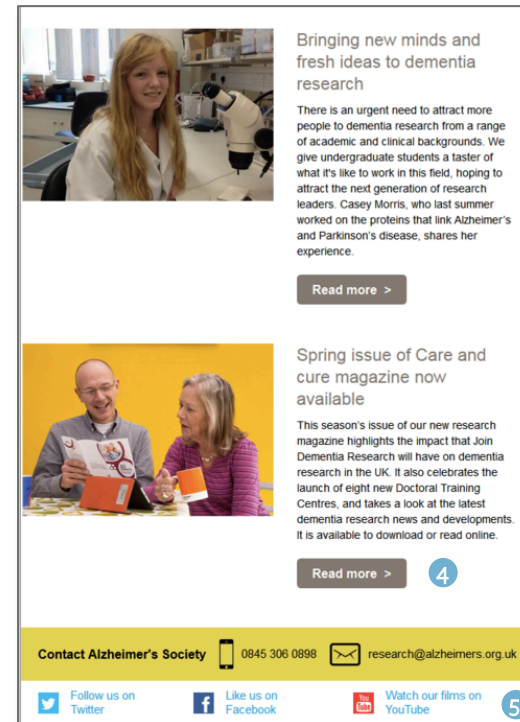 Bringing new minds and
fresh ideas to dementia
research
There is an urgent need to attract more
people to dementia research from a range
of academic and clinical backgrounds. We
give undergraduate students a taster of
what it's like to work in this field, hoping to
attract the next generation of research
leaders. Casey Morris, who last summer
worked on the proteins that link Alzheimer's
and Parkinson's disease, shares her
experience.
Read more >
Spring issue of Care and
cure magazine now
available
This season's issue of our new research
magazine highlights the impact that Join
Dementia Research will have on dementia
research in the UK. It also celebrates the
launch of eight new Doctoral Training
Centres, and takes a look at the latest
dementia research news and developments.
It is available to download or read online.
Read more > 4
Contact Alzheimer's Society 0845 306 0898 research@alzheimers.org.uk
Follow us on
Twitter
Like us on
Facebook
You
Tube
Watch our films on
YouTube
5